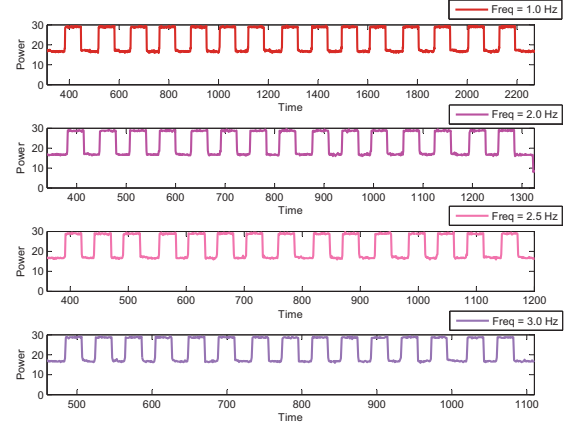 Freq = 1.0 Hz
30
20
10
0
Power
400 600 800 1000 1200 1400 1600 1800 2000 2200
Time
Freq = 2.0 Hz
30
20
10
0
Power
400 500 600 700 800 900 1000 1100 1200 1300
Time
Freq = 2.5 Hz
30
20
10
0
Power
400 500 600 700 800 900 1000 1100 1200
Time
Freq = 3.0 Hz
30
20
10
0
Power
500 600 700 800 900 1000 1100
Time